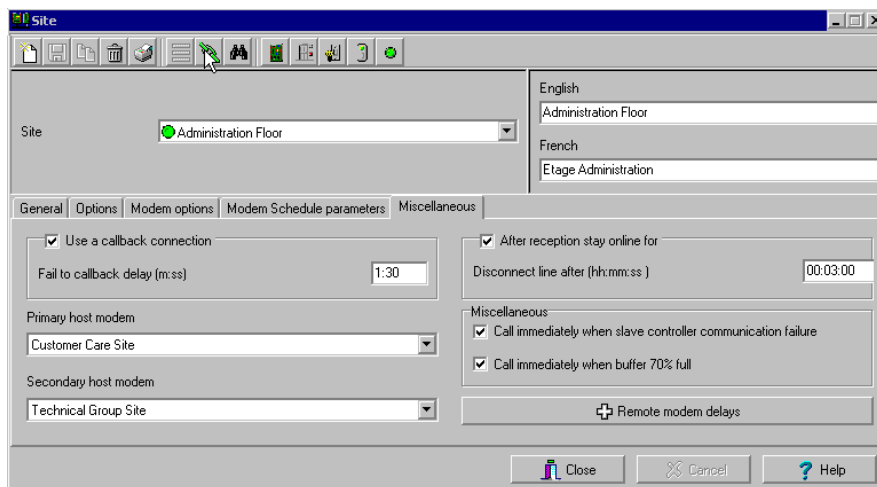 Site
English
Administration Floor
Site
Administration Floor
French
Etage Administration
General Options Modem options Modem Schedule parameters Miscellaneous
Use a callback connection
Fail to callback delay (m:ss) 1:30
After reception stay online for
Disconnect line after (hh:mm:ss ) 00:03:00
Primary host modem
Customer Care Site
Secondary host modem
Technical Group Site
Miscellaneous
Call immediately when slave controller communication failure
Call immediately when buffer 70% full
Remote modem delays
Close Cancel Help